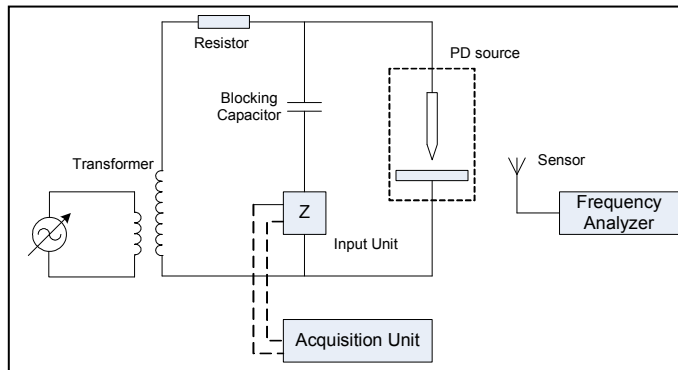 Resistor
PD source
Blocking
Capacitor
Transformer
Sensor
Z
Frequency
Analyzer
Input Unit
Acquisition Unit